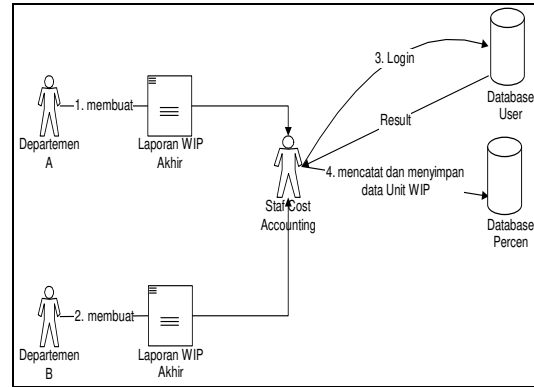 3. Login
Database
User
1. membuat
Departemen
A
Laporan WIP
Akhir
Result
4. mencatat dan menyimpan
data Unit WIP
Staf Cost
Accounting
Database
Percen
2. membuat
Departemen
B
Laporan WIP
Akhir